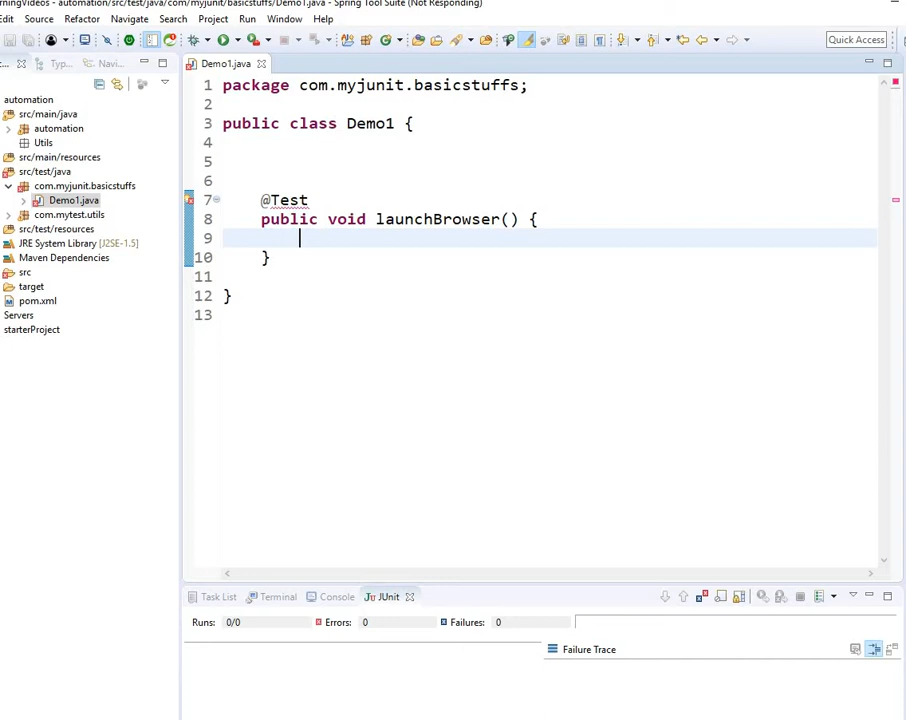 rningVideos - automation/src/test/java/com/myjunit/basicstuffs/Demo1.java - Spring Tool Suite (Not Responding)
Edit Source Refactor Navigate Search Project Run Window Help
Quick Access
Typ... Navi... Demo1.java
automation
src/main/java
automation
Utils
src/main/resources
src/test/java
com.myjunit.basicstuffs
Demo1.java
com.mytest.utils
src/test/resources
JRE System Library [J2SE-1.5]
Maven Dependencies
src
target
pom.xml
Servers
starterProject
1 package com.myjunit.basicstuffs;
2
3 public class Demo1 {
4
5
6
7 @Test
8 public void launchBrowser() {
9
10 }
11
12 }
13
Task List Terminal Console JUnit
Runs: 0/0 Errors: 0 Failures: 0
Failure Trace